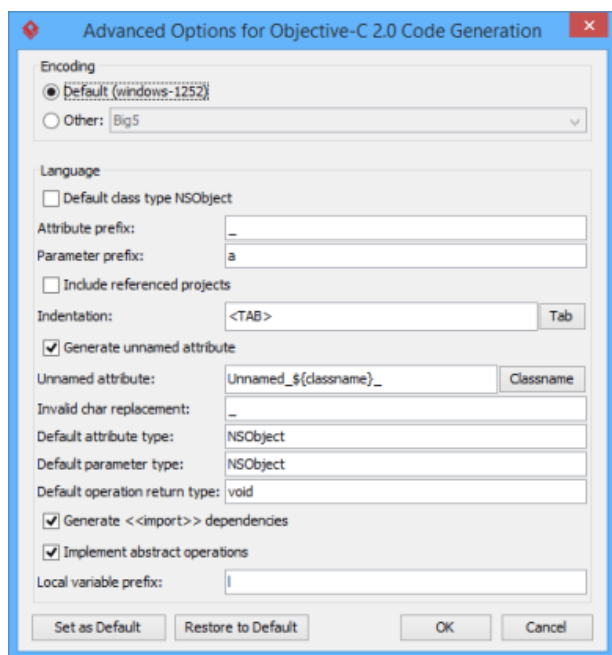 Advanced Options for Objective-C 2.0 Code Generation
Encoding
Default (windows-1252)
Other: Big5
Language
Default class type NSObject
Attribute prefix: _
Parameter prefix: a
Include referenced projects
Indentation: <TAB> Tab
Generate unnamed attribute
Unnamed attribute: Unnamed_${classname}_ Classname
Invalid char replacement: _
Default attribute type: NSObject
Default parameter type: NSObject
Default operation return type: void
Generate <<import>> dependencies
Implement abstract operations
Local variable prefix: l
Set as Default Restore to Default OK Cancel